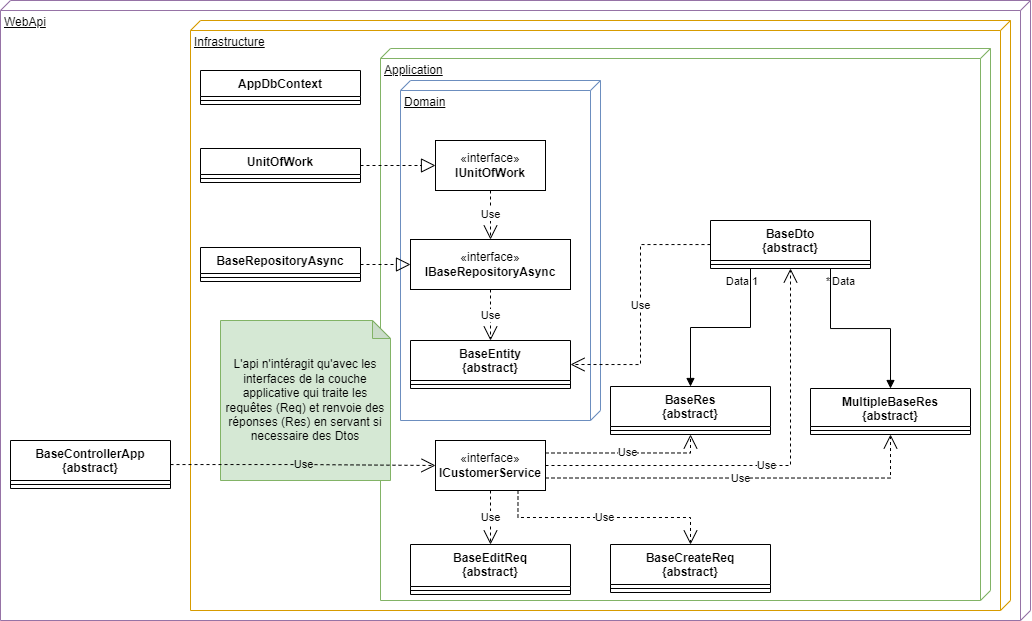 WebApi
Infrastructure
Application
AppDbContext
Domain
«interface»
IUnitOfWork
UnitOfWork
Use
BaseDto
{abstract}
BaseRepositoryAsync
«interface»
IBaseRepositoryAsync
Data 1
* Data
Use
Use
BaseEntity
{abstract}
L'api n'intéragit qu'avec les
interfaces de la couche
applicative qui traite les
requêtes (Req) et renvoie des
réponses (Res) en servant si
necessaire des Dtos
BaseRes
{abstract}
MultipleBaseRes
{abstract}
BaseControllerApp
{abstract}
Use
«interface»
ICustomerService
Use
Use
Use
Use
Use
BaseEditReq
{abstract}
BaseCreateReq
{abstract}